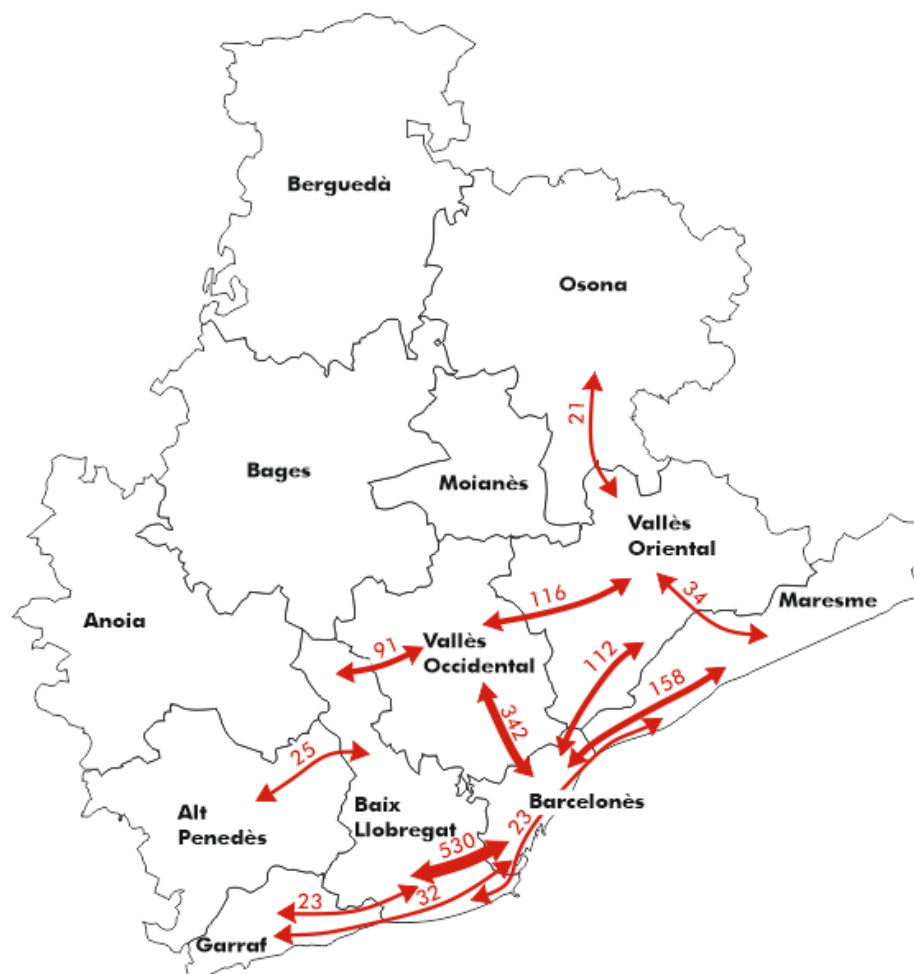 Berguedà
Osona
21
Bages
Moianès
Vallès
Oriental
116
34
Maresme
Anoia
91
Vallès
Occidental
112
158
342
25
Alt
Penedès
Baix
Llobregat
Barcelonès
23
530
32
23
Garraf